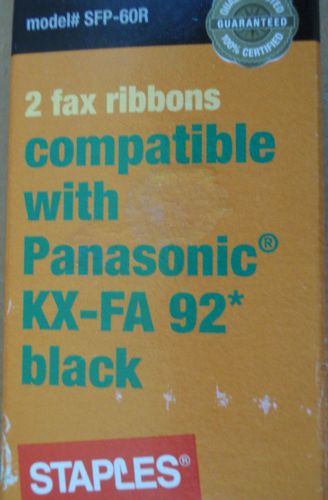 model# SFP-60R
GUARANTEED
100% CERTIFIED
2 fax ribbons
compatible
with
Panasonic®
KX-FA 92*
black
STAPLES®